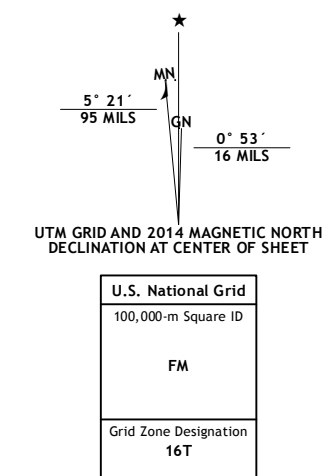 MN
5° 21´
95 MILS
GN
0° 53´
16 MILS
UTM GRID AND 2014 MAGNETIC NORTH
DECLINATION AT CENTER OF SHEET
U.S. National Grid
100,000-m Square ID
FM
Grid Zone Designation
16T